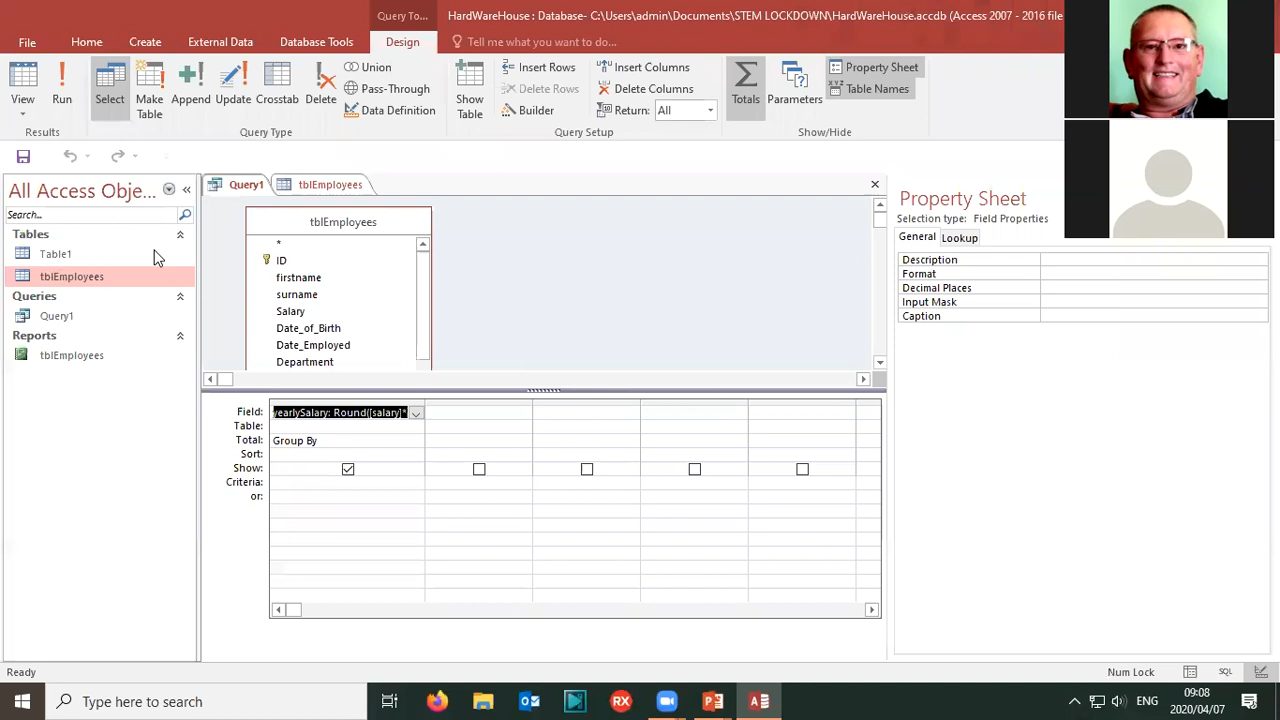 Query To...
HardWareHouse : Database- C:\Users\admin\Documents\STEM LOCKDOWN\HardWareHouse.accdb (Access 2007 - 2016 file
File Home Create External Data Database Tools Design Tell me what you want to do...
View Run Select Make Table Append Update Crosstab Delete Union Pass-Through Data Definition Show Table Insert Rows Delete Rows Builder Insert Columns Delete Columns Return: All Totals Parameters Property Sheet Table Names
Results Query Type Query Setup Show/Hide
All Access Obje...
Search...
Tables
Table1
tblEmployees
Queries
Query1
Reports
tblEmployees
Query1 tblEmployees
tblEmployees
*
ID
firstname
surname
Salary
Date_of_Birth
Date_Employed
Department
Field: yearlySalary: Round([salary]*
Table:
Total: Group By
Sort:
Show:
Criteria:
or:
Property Sheet
Selection type: Field Properties
General Lookup
Description
Format
Decimal Places
Input Mask
Caption
Ready
Num Lock
SQL
Type here to search
RX
ENG
09:08
2020/04/07